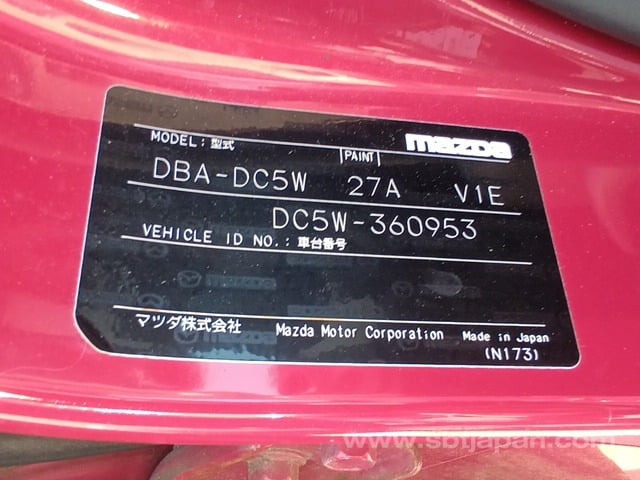 mazda
MODEL: 型式 PAINT
DBA-DC5W 27A V1E
DC5W-360953
VEHICLE ID NO.: 車台番号
マツダ株式会社 Mazda Motor Corporation Made in Japan
(N173)
www.sbtjapan.com